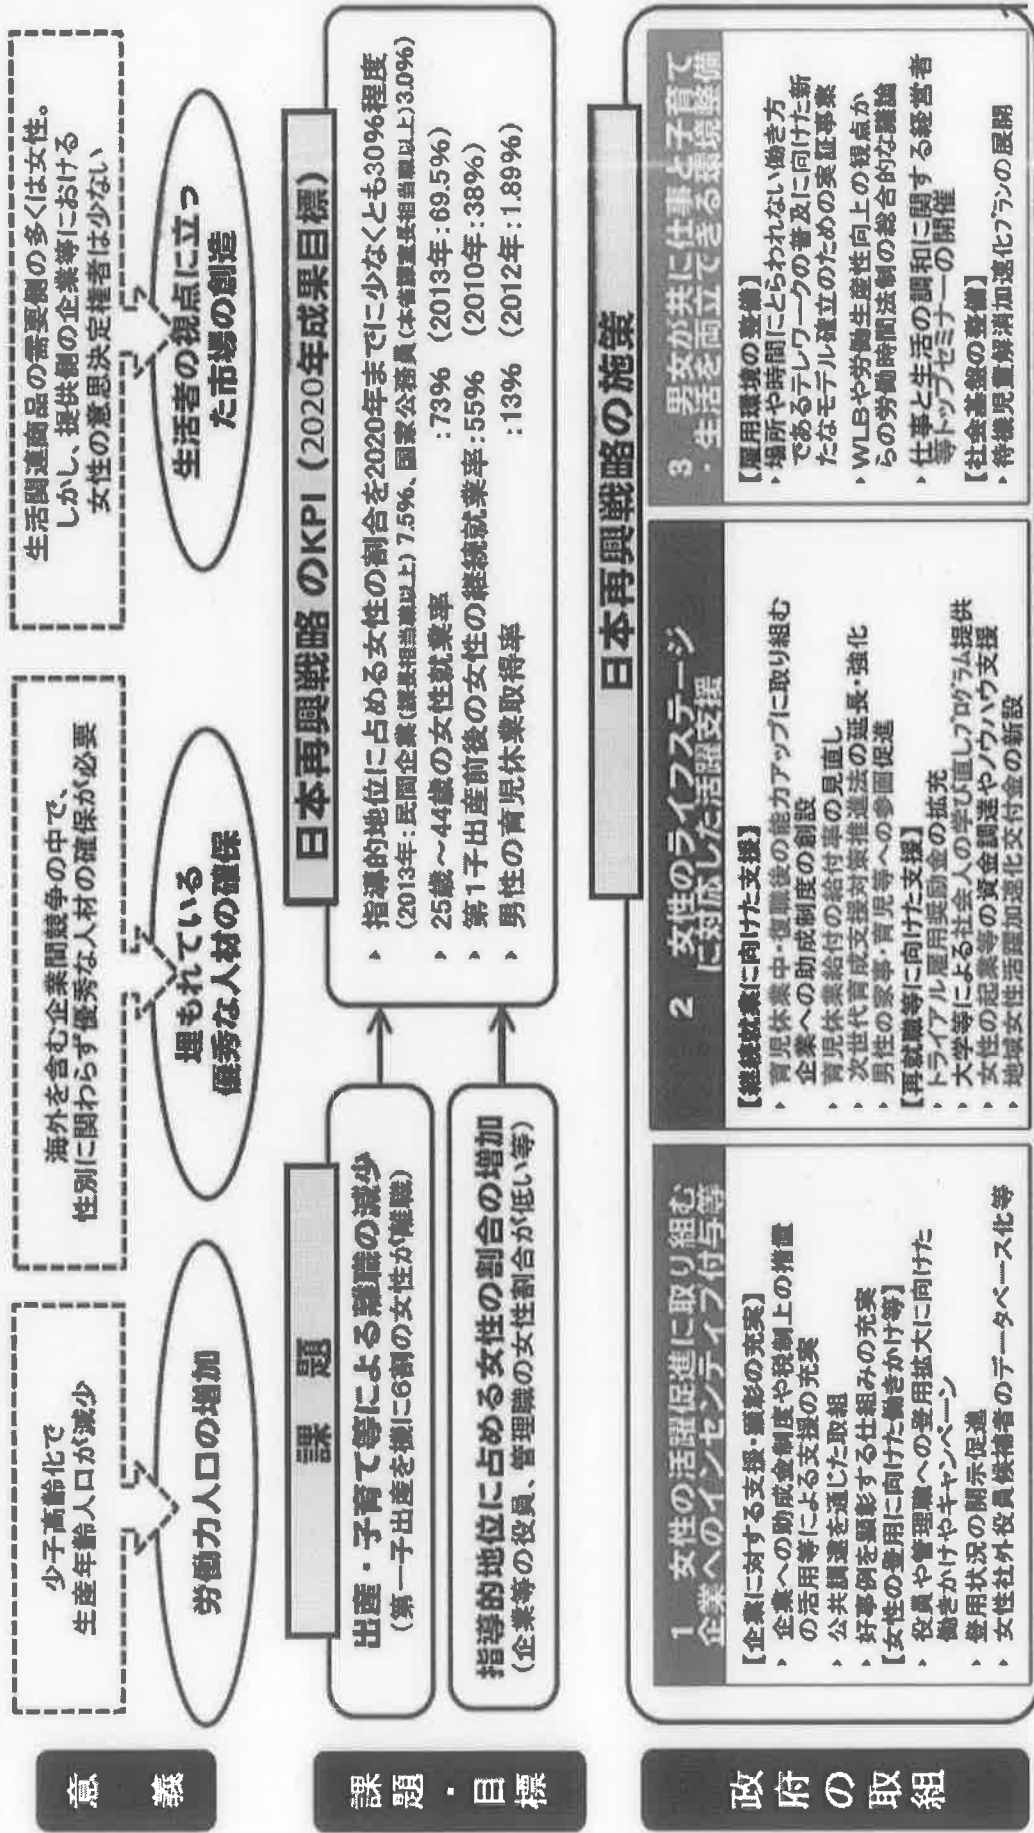 意義
少子高齢化で
生産年齢人口が減少
労働力人口の増加
海外を含む企業間競争の中で、
性別に関わらず優秀な人材の確保が必要
埋もれている
優秀な人材の確保
生活関連商品の需要側の多くは女性。
しかし、提供側の企業等における
女性の意思決定権者は少ない
生活者の視点に立っ
た市場の創造
課題・目標
課題
出産・子育て等による離職の減少
(第一子出産を機に6割の女性が離職)
指導的地位に占める女性の割合の増加
(企業等の役員、管理職の女性割合が低い等)
日本再興戦略のKPI(2020年成果目標)
▸ 指導的地位に占める女性の割合を2020年までに少なくとも30%程度
(2013年:民間企業(課長相当職以上)7.5%、国家公務員(本省課室長相当職以上)3.0%)
▸ 25歳~44歳の女性就業率 :73% (2013年:69.5%)
▸ 第1子出産前後の女性の継続就業率:55% (2010年:38%)
▸ 男性の育児休業取得率 :13% (2012年:1.89%)
政府の取組
日本再興戦略の施策
1 女性の活躍促進に取り組む
企業へのインセンティブ付与等
【企業に対する支援・顕彰の充実】
▸ 企業への助成金制度や税制上の措置
の活用等による支援の充実
▸ 公共調達を通じた取組
▸ 好事例を顕彰する仕組みの充実
【女性の登用に向けた働きかけ等】
▸ 役員や管理職への登用拡大に向けた
働きかけやキャンペーン
▸ 登用状況の開示促進
▸ 女性社外役員候補者のデータベース化等
2 女性のライフステージ
に対応した活躍支援
【継続就業に向けた支援】
▸ 育児休業中・復職後の能力アップに取り組む
企業への助成制度の創設
▸ 育児休業給付の給付率の見直し
▸ 次世代育成支援対策推進法の延長・強化
▸ 男性の家事・育児等への参画促進
【再就職等に向けた支援】
▸ トライアル雇用奨励金の拡充
▸ 大学等による社会人の学び直しプログラム提供
▸ 女性の起業等の資金調達やノウハウ支援
▸ 地域女性活躍加速化交付金の新設
3 男女が共に仕事と子育て
・生活を両立できる環境整備
【雇用環境の整備】
▸ 場所や時間にとらわれない働き方
であるテレワークの普及に向けた新
たなモデル確立のための実証事業
▸ WLBや労働生産性向上の観点か
らの労働時間法制の総合的な議論
▸ 仕事と生活の調和に関する経営者
等トップセミナーの開催
【社会基盤の整備】
▸ 待機児童解消加速化プランの展開